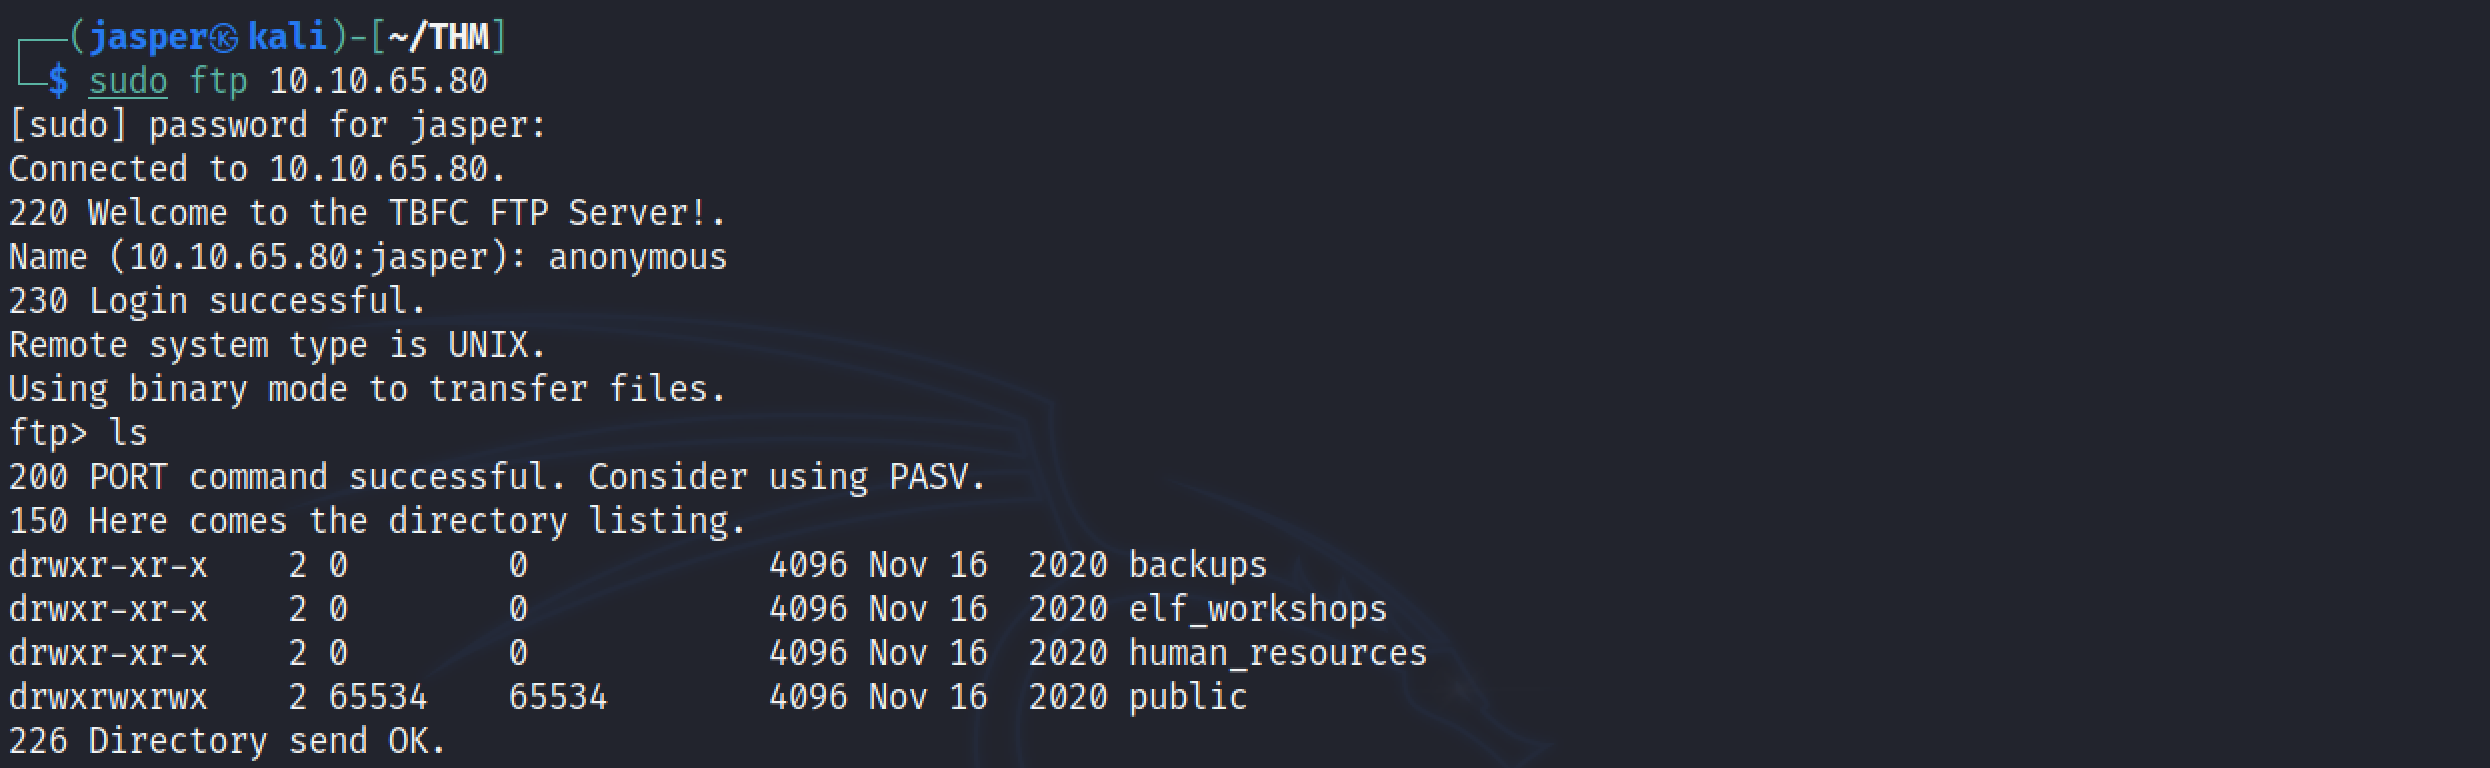 ┌──(jasper㉿kali)-[~/THM]
└─$ sudo ftp 10.10.65.80
[sudo] password for jasper:
Connected to 10.10.65.80.
220 Welcome to the TBFC FTP Server!.
Name (10.10.65.80:jasper): anonymous
230 Login successful.
Remote system type is UNIX.
Using binary mode to transfer files.
ftp> ls
200 PORT command successful. Consider using PASV.
150 Here comes the directory listing.
drwxr-xr-x    2 0        0            4096 Nov 16  2020 backups
drwxr-xr-x    2 0        0            4096 Nov 16  2020 elf_workshops
drwxr-xr-x    2 0        0            4096 Nov 16  2020 human_resources
drwxrwxrwx    2 65534    65534        4096 Nov 16  2020 public
226 Directory send OK.